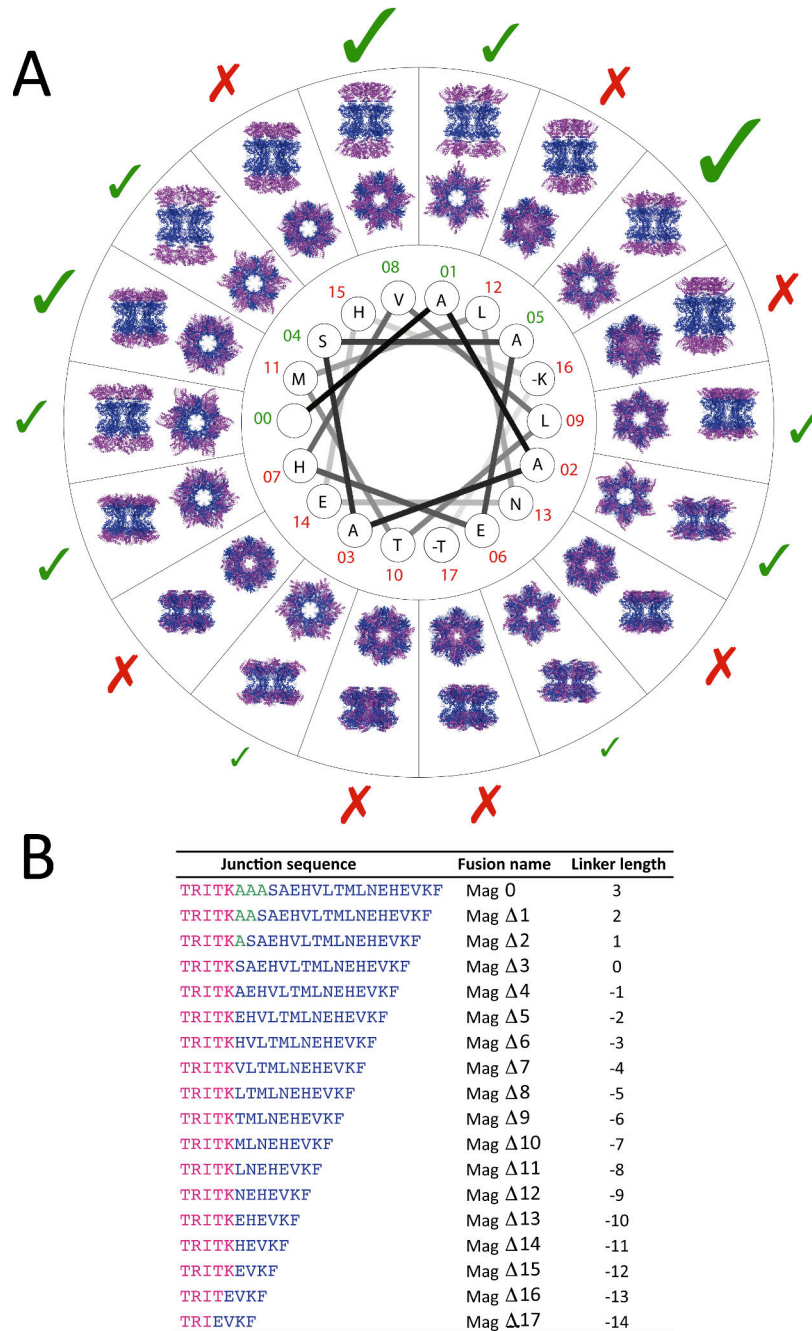 A
08
01
15
12
V
A
H
L
04
05
S
A
11
16
M
-K
00
L
09
H
A
02
07
E
N
14
13
A
T
-T
E
03
06
10
17
B
Junction sequence Fusion name Linker length
TRITKAAASAEHVLTMLNEHEVKF Mag 0 3
TRITKAASAEHVLTMLNEHEVKF Mag Δ1 2
TRITKASAEHVLTMLNEHEVKF Mag Δ2 1
TRITKSAEHVLTMLNEHEVKF Mag Δ3 0
TRITKAEHVLTMLNEHEVKF Mag Δ4 -1
TRITKEHVLTMLNEHEVKF Mag Δ5 -2
TRITKHVLTMLNEHEVKF Mag Δ6 -3
TRITKVLTMLNEHEVKF Mag Δ7 -4
TRITKLTMLNEHEVKF Mag Δ8 -5
TRITKTMLNEHEVKF Mag Δ9 -6
TRITKMLNEHEVKF Mag Δ10 -7
TRITKLNEHEVKF Mag Δ11 -8
TRITKNEHEVKF Mag Δ12 -9
TRITKEHEVKF Mag Δ13 -10
TRITKHEVKF Mag Δ14 -11
TRITKEVKF Mag Δ15 -12
TRITEVKF Mag Δ16 -13
TRIEVKF Mag Δ17 -14